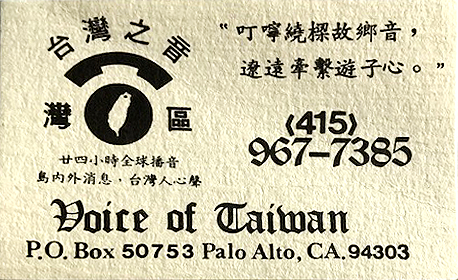 台灣之音
灣區
廿四小時全球播音
島內外消息，台灣人心聲
“叮嚀繞樑故鄉音，
遼遠牽繫遊子心。”
(415)
967-7385
Voice of Taiwan
P.O. Box 50753 Palo Alto, CA. 94303